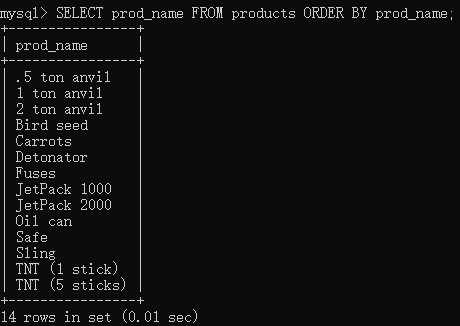 mysql> SELECT prod_name FROM products ORDER BY prod_name;
+----------------+
| prod_name      |
+----------------+
| .5 ton anvil   |
| 1 ton anvil    |
| 2 ton anvil    |
| Bird seed      |
| Carrots        |
| Detonator      |
| Fuses          |
| JetPack 1000   |
| JetPack 2000   |
| Oil can        |
| Safe           |
| Sling          |
| TNT (1 stick)  |
| TNT (5 sticks) |
+----------------+
14 rows in set (0.01 sec)